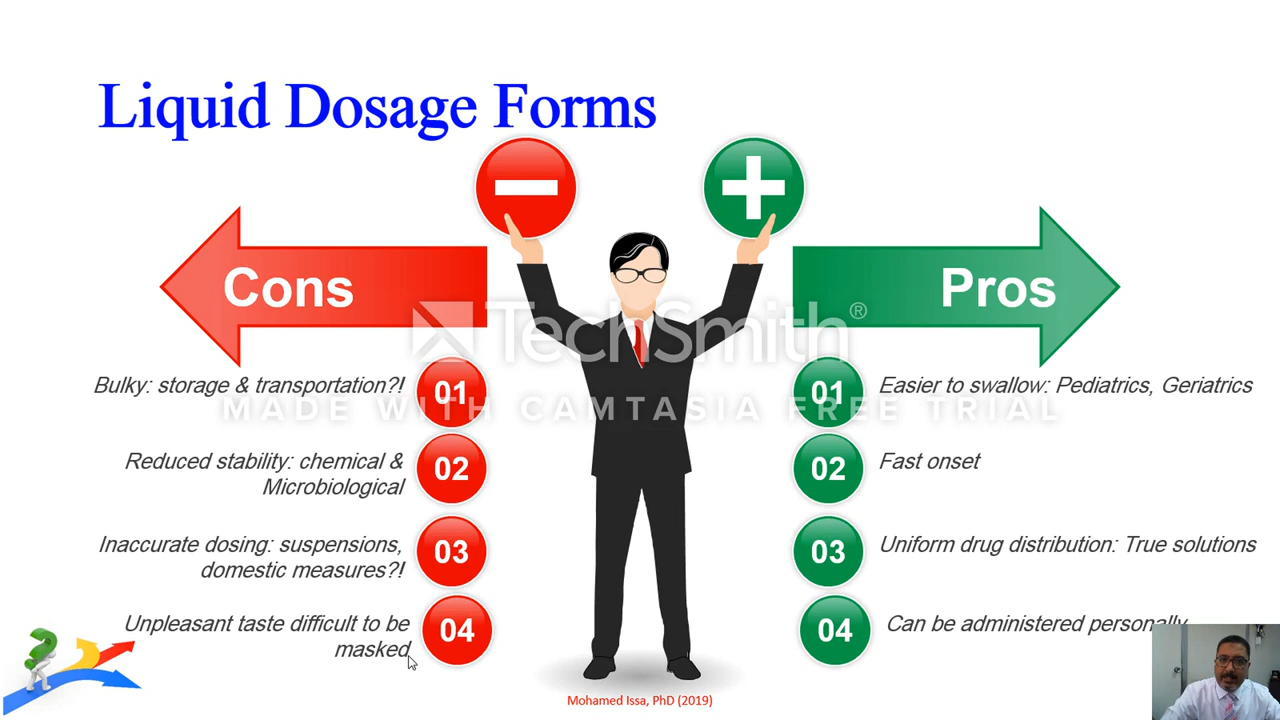 Liquid Dosage Forms
Cons
Pros
TechSmith®
MADE WITH CAMTASIA FREE TRIAL
Bulky: storage & transportation?!
01
Reduced stability: chemical &
Microbiological
02
Inaccurate dosing: suspensions,
domestic measures?!
03
Unpleasant taste difficult to be
masked
04
01
Easier to swallow: Pediatrics, Geriatrics
02
Fast onset
03
Uniform drug distribution: True solutions
04
Can be administered personally
Mohamed Issa, PhD (2019)